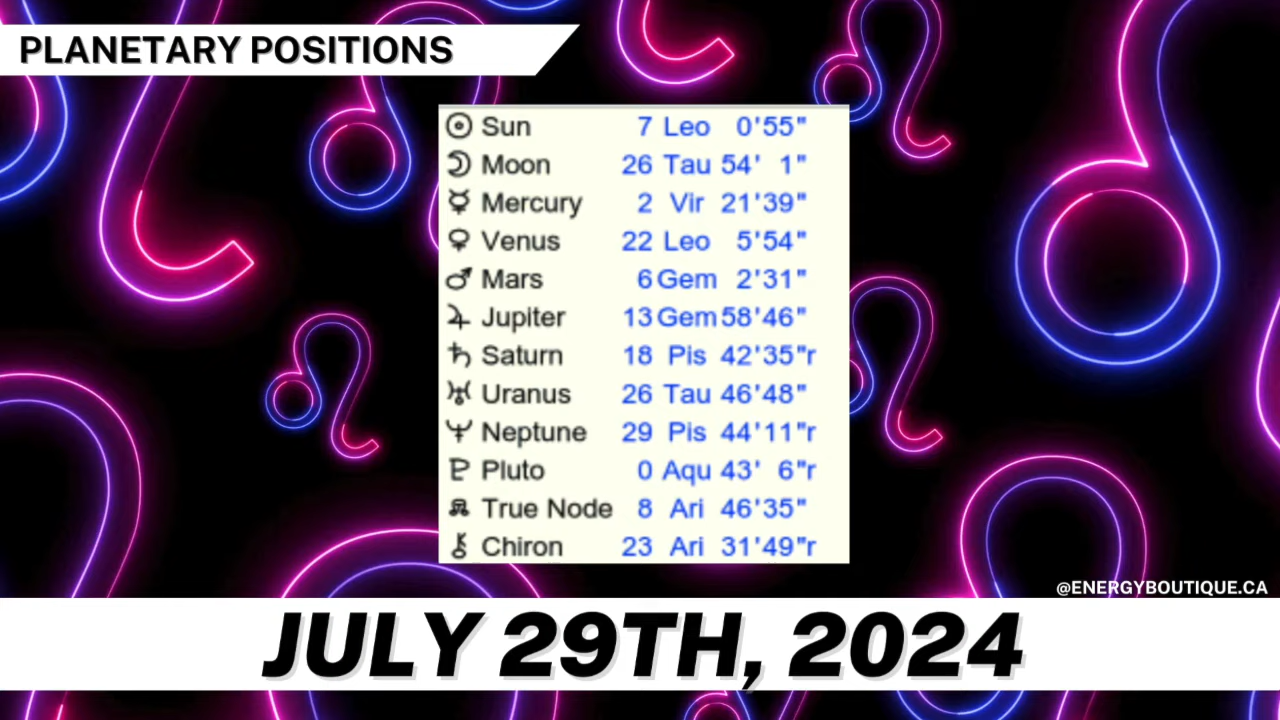 PLANETARY POSITIONS
☉ Sun 7 Leo 0'55"
☽ Moon 26 Tau 54' 1"
☿ Mercury 2 Vir 21'39"
♀ Venus 22 Leo 5'54"
♂ Mars 6 Gem 2'31"
♃ Jupiter 13 Gem 58'46"
♄ Saturn 18 Pis 42'35"r
♅ Uranus 26 Tau 46'48"
♆ Neptune 29 Pis 44'11"r
♇ Pluto 0 Aqu 43' 6"r
☊ True Node 8 Ari 46'35"
⚷ Chiron 23 Ari 31'49"r
@ENERGYBOUTIQUE.CA
JULY 29TH, 2024